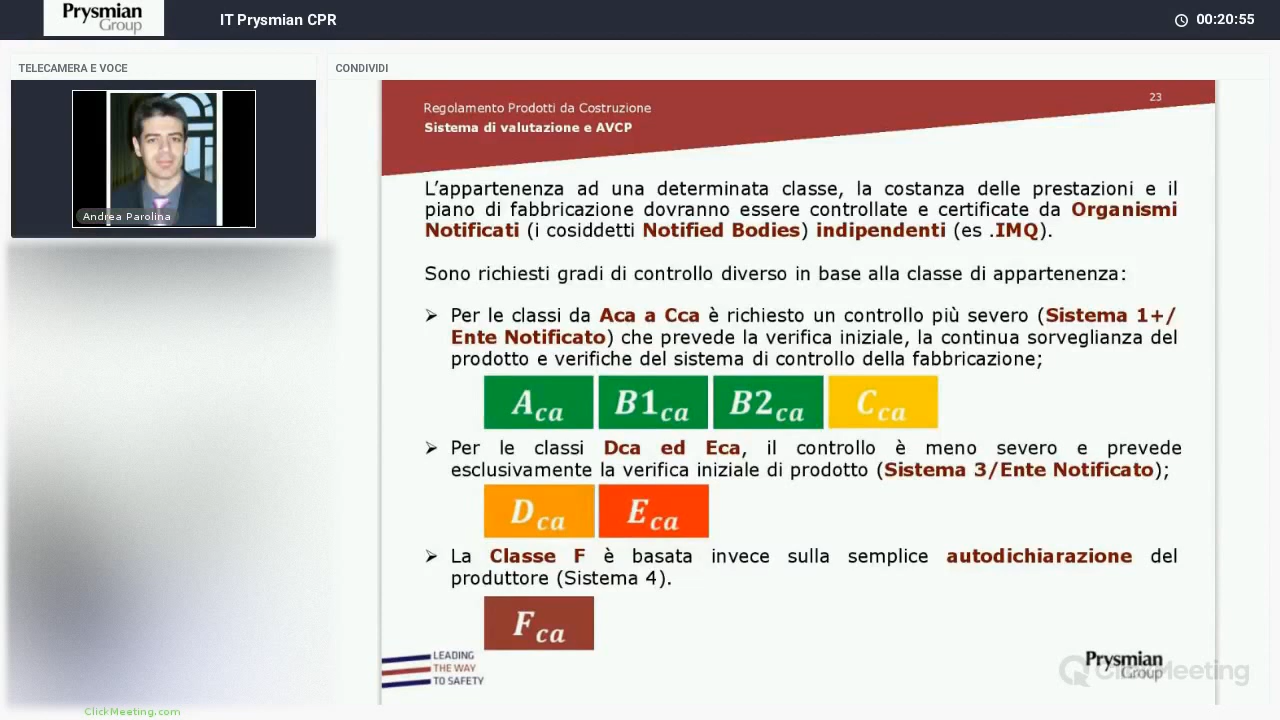 Prysmian
Group
IT Prysmian CPR
00:20:55
TELECAMERA E VOCE
CONDIVIDI
Andrea Parolina
23
Regolamento Prodotti da Costruzione
Sistema di valutazione e AVCP
L'appartenenza ad una determinata classe, la costanza delle prestazioni e il
piano di fabbricazione dovranno essere controllate e certificate da Organismi
Notificati (i cosiddetti Notified Bodies) indipendenti (es .IMQ).
Sono richiesti gradi di controllo diverso in base alla classe di appartenenza:
➢ Per le classi da Aca a Cca è richiesto un controllo più severo (Sistema 1+/
Ente Notificato) che prevede la verifica iniziale, la continua sorveglianza del
prodotto e verifiche del sistema di controllo della fabbricazione;
Aca B1ca B2ca Cca
➢ Per le classi Dca ed Eca, il controllo è meno severo e prevede
esclusivamente la verifica iniziale di prodotto (Sistema 3/Ente Notificato);
Dca Eca
➢ La Classe F è basata invece sulla semplice autodichiarazione del
produttore (Sistema 4).
Fca
LEADING
THE WAY
TO SAFETY
Prysmian
Group
ClickMeeting
ClickMeeting.com